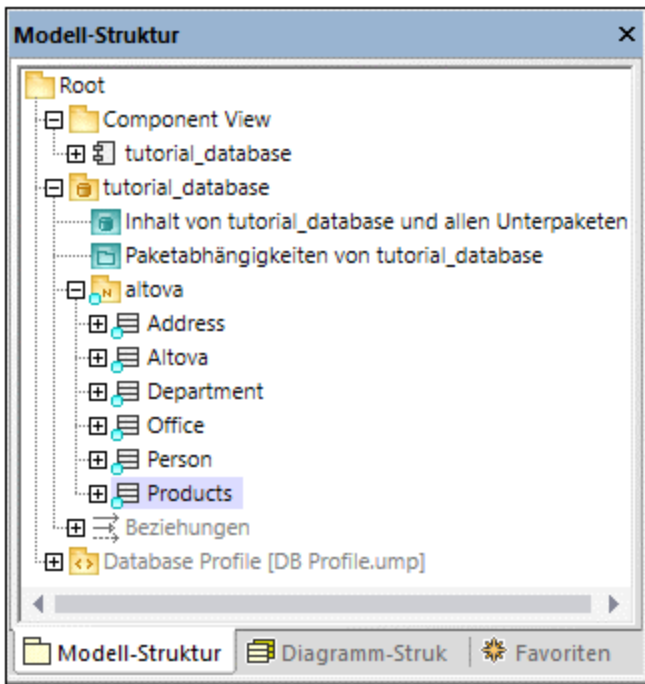 Modell-Struktur
Root
Component View
tutorial_database
tutorial_database
Inhalt von tutorial_database und allen Unterpaketen
Paketabhängigkeiten von tutorial_database
altova
Address
Altova
Department
Office
Person
Products
Beziehungen
Database Profile [DB Profile.ump]
Modell-Struktur Diagramm-Struk Favoriten